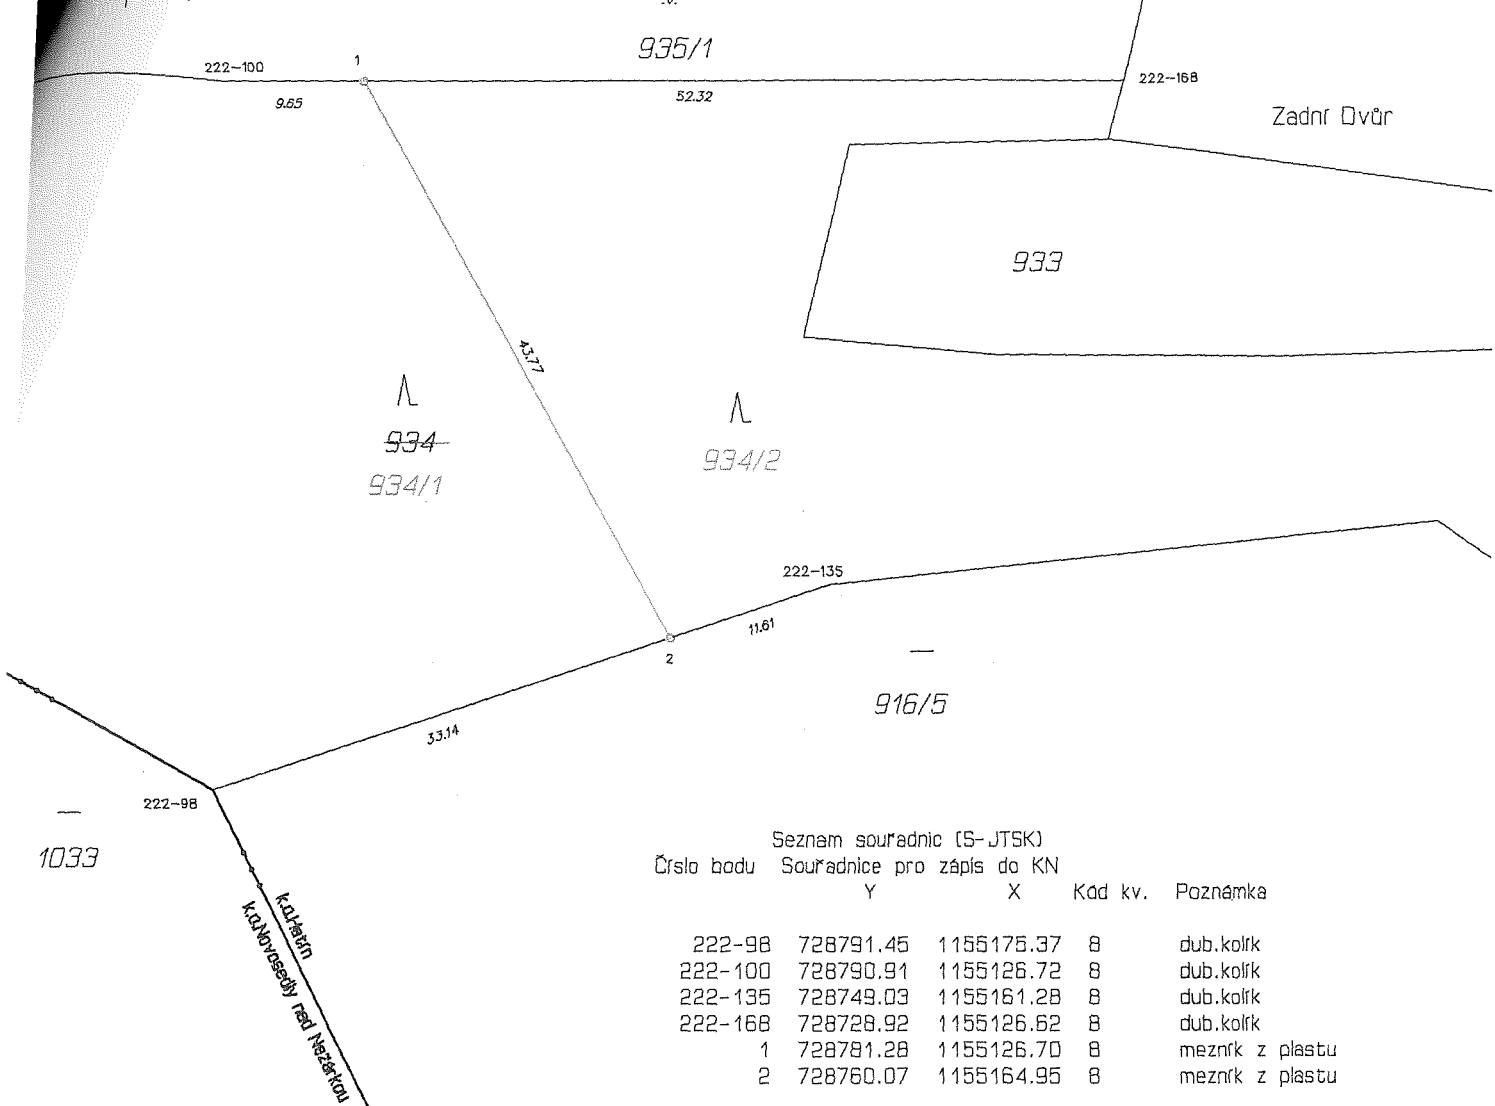 935/1
222-100
1
222-168
9.65
52.32
Zadní Dvůr
933
43.77
934
934/1
934/2
222-135
11.61
2
916/5
33.14
222-98
1033
k.ú.Hatín
k.ú.Novosedly nad Nežárkou
Seznam souřadnic (S-JTSK)
Číslo bodu Souřadnice pro zápis do KN
Y X Kód kv. Poznámka
222-98 728791.45 1155175.37 8 dub.kolík
222-100 728790.91 1155126.72 8 dub.kolík
222-135 728749.03 1155161.28 8 dub.kolík
222-168 728728.92 1155126.62 8 dub.kolík
1 728781.28 1155126.70 8 mezník z plastu
2 728760.07 1155164.95 8 mezník z plastu